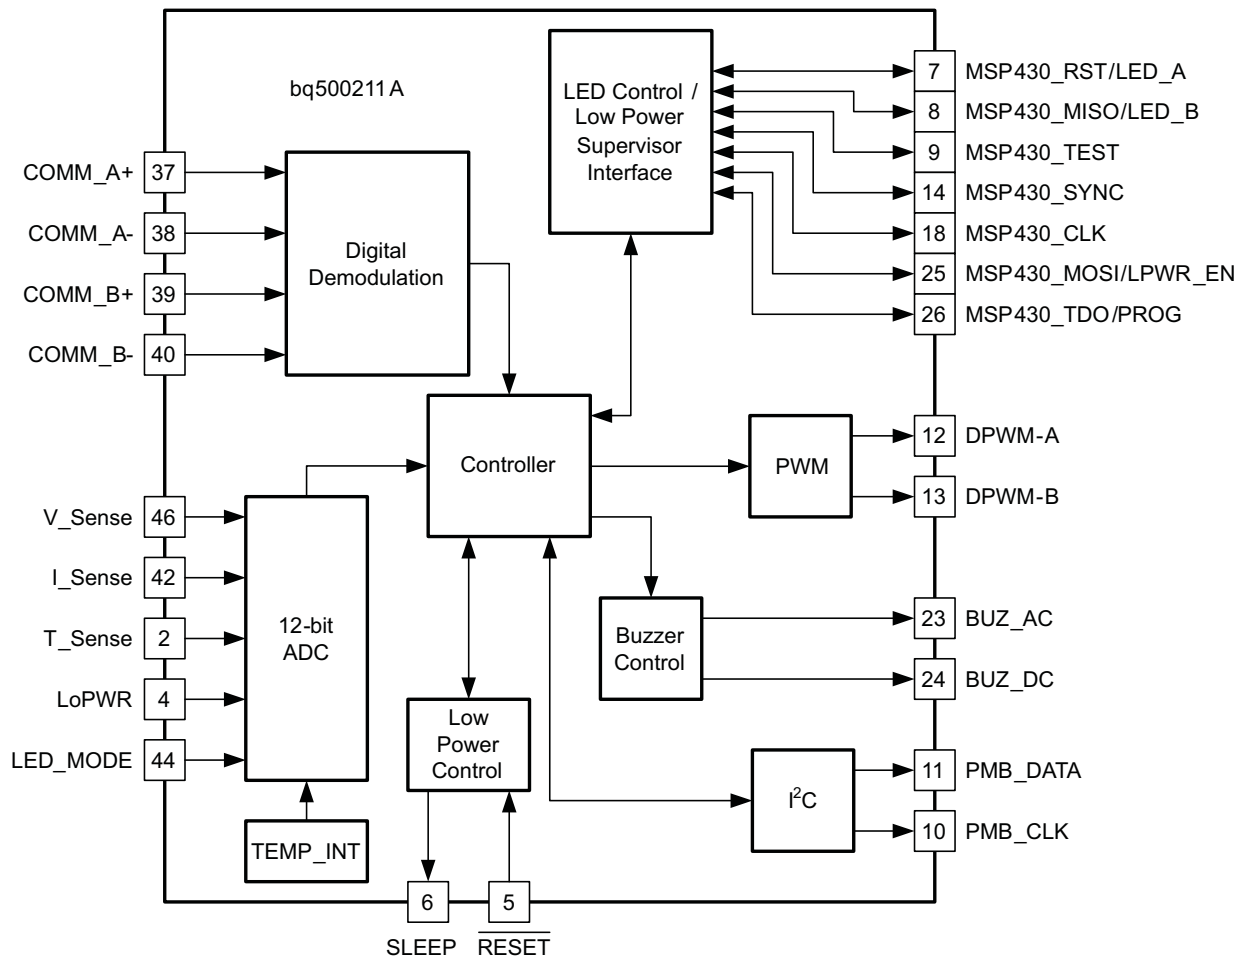 bq500211A
LED Control /
Low Power
Supervisor
Interface
7 MSP430_RST/LED_A
8 MSP430_MISO/LED_B
9 MSP430_TEST
14 MSP430_SYNC
18 MSP430_CLK
25 MSP430_MOSI/LPWR_EN
26 MSP430_TDO/PROG
COMM_A+ 37
COMM_A- 38
COMM_B+ 39
COMM_B- 40
Digital
Demodulation
Controller
PWM
12 DPWM-A
13 DPWM-B
V_Sense 46
I_Sense 42
T_Sense 2
LoPWR 4
LED_MODE 44
12-bit
ADC
Buzzer
Control
23 BUZ_AC
24 BUZ_DC
Low
Power
Control
I²C
11 PMB_DATA
10 PMB_CLK
TEMP_INT
6
SLEEP
5
RESET